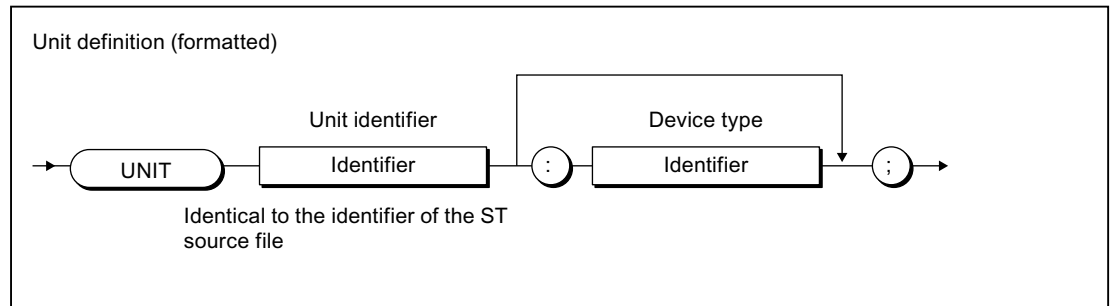 Unit definition (formatted)
Unit identifier
Device type
UNIT
Identifier
:
Identifier
;
Identical to the identifier of the ST
source file